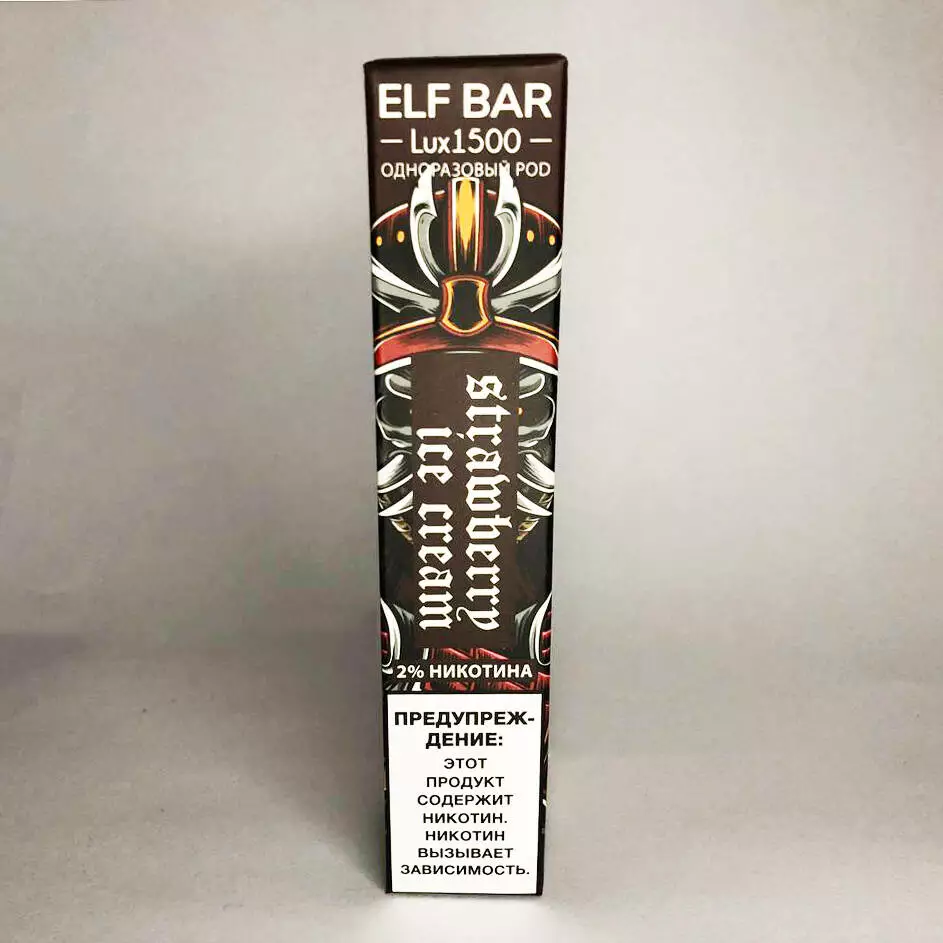 ELF BAR
— Lux1500 —
ОДНОРАЗОВЫЙ POD
strawberry
ice cream
2% НИКОТИНА
ПРЕДУПРЕЖ-
ДЕНИЕ:
ЭТОТ
ПРОДУКТ
СОДЕРЖИТ
НИКОТИН.
НИКОТИН
ВЫЗЫВАЕТ
ЗАВИСИМОСТЬ.